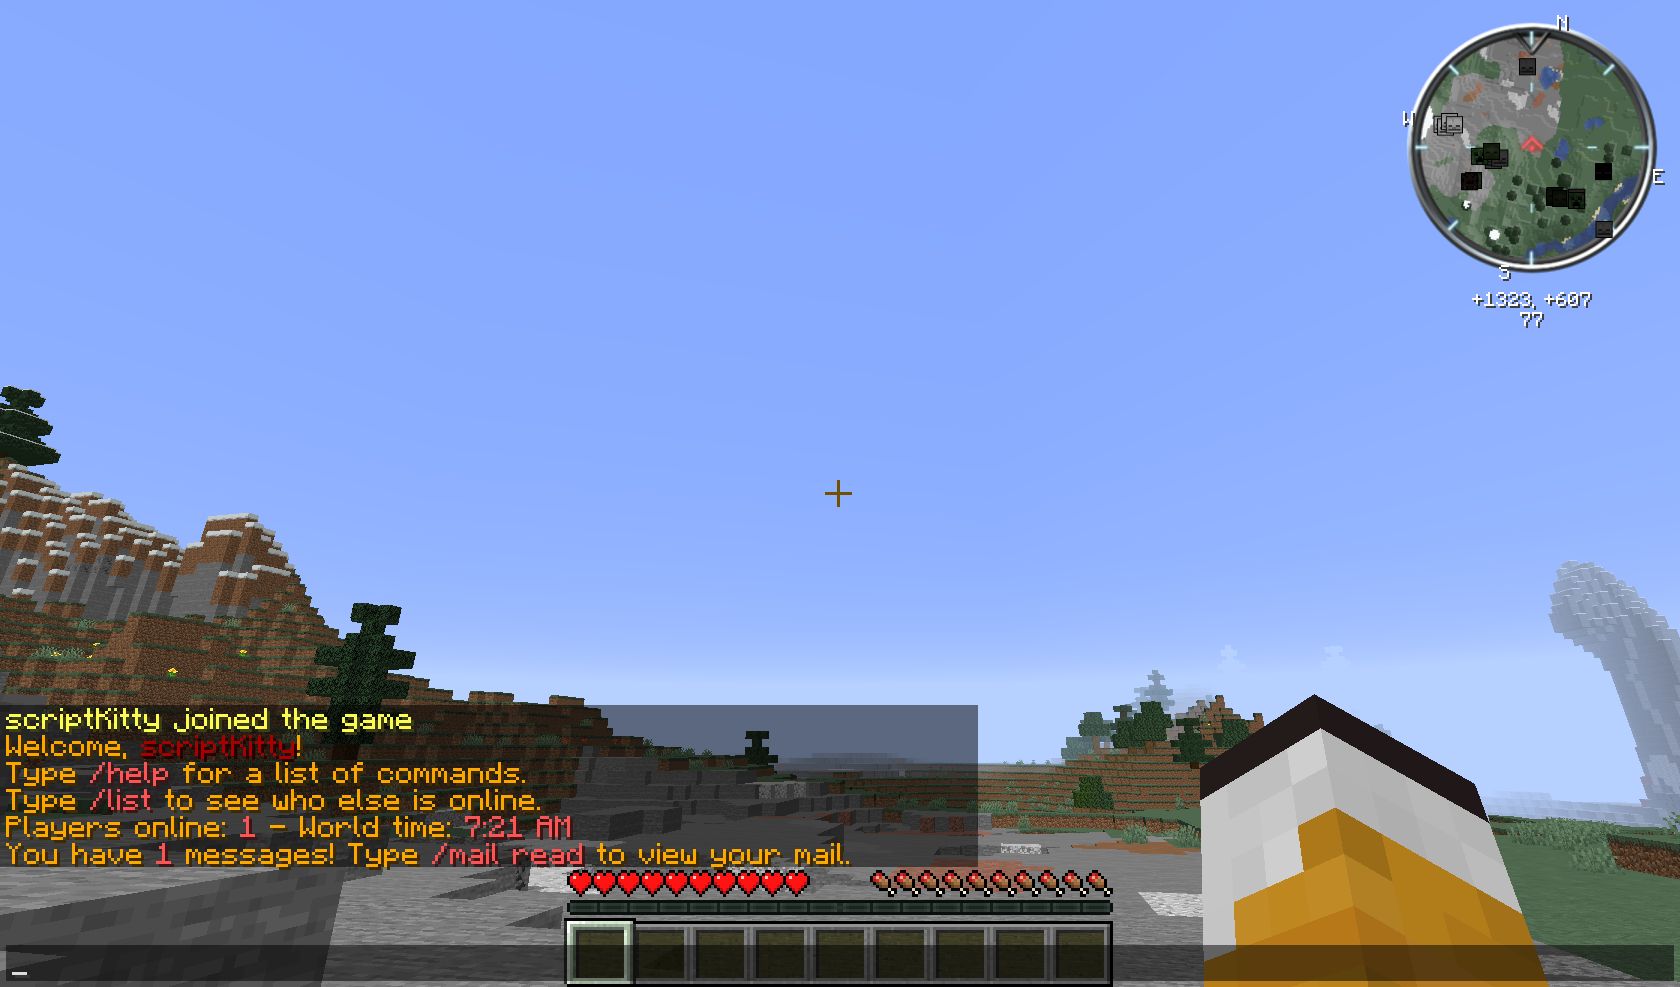 N
W
E
S
+1323, +607
77
scriptKitty joined the game
Welcome, scriptKitty!
Type /help for a list of commands.
Type /list to see who else is online.
Players online: 1 - World time: 7:21 AM
You have 1 messages! Type /mail read to view your mail.
_